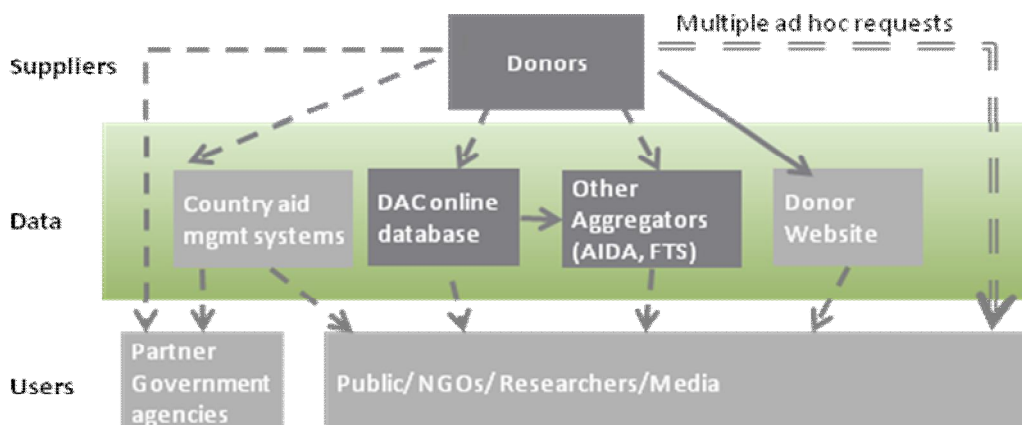 Multiple ad hoc requests
Suppliers
Donors
Data
Country aid
mgmt systems
DAC online
database
Other
Aggregators
(AIDA, FTS)
Donor
Website
Users
Partner
Government
agencies
Public/ NGOs/ Researchers/Media